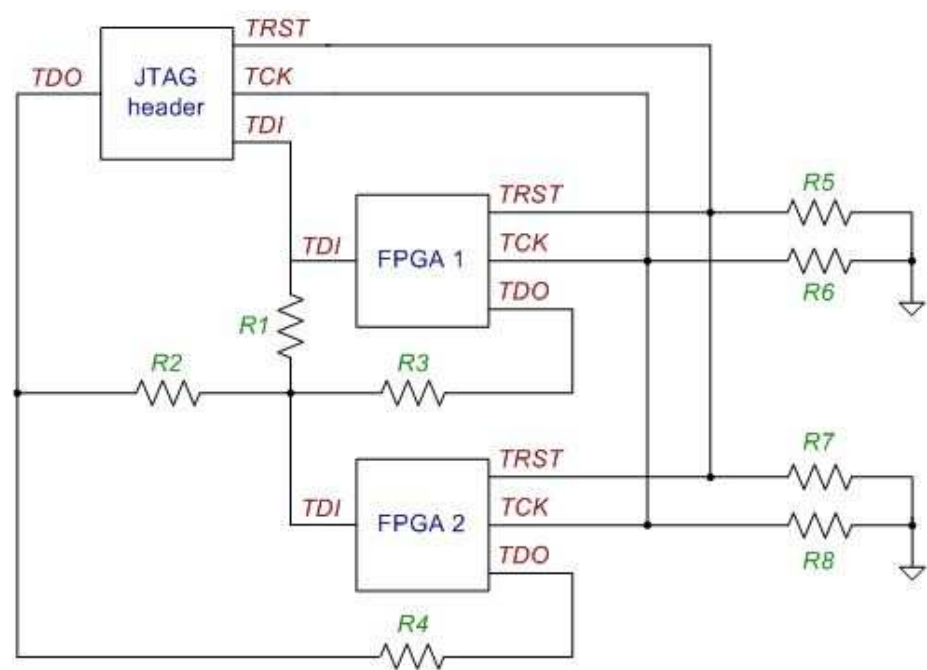 TRST
TDO
JTAG
header
TCK
TDI
R5
TRST
TDI
FPGA 1
TCK
R6
TDO
R1
R2
R3
R7
TRST
TDI
FPGA 2
TCK
R8
TDO
R4